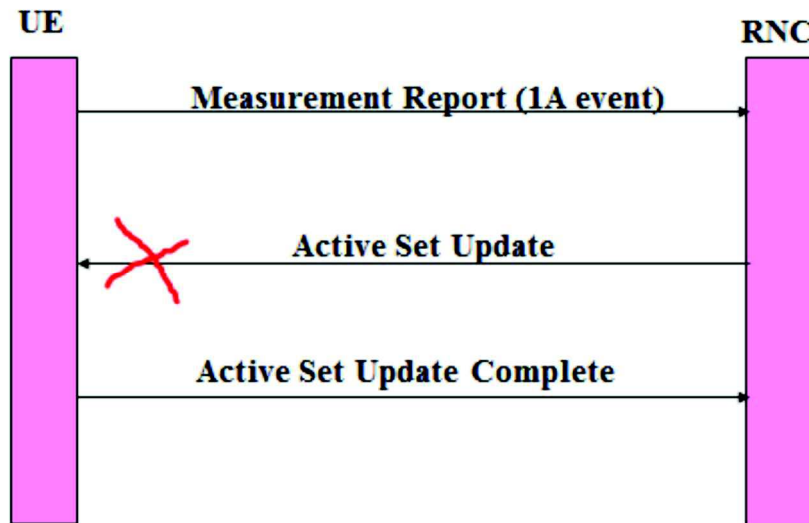 UE
RNC
Measurement Report (1A event)
Active Set Update
Active Set Update Complete